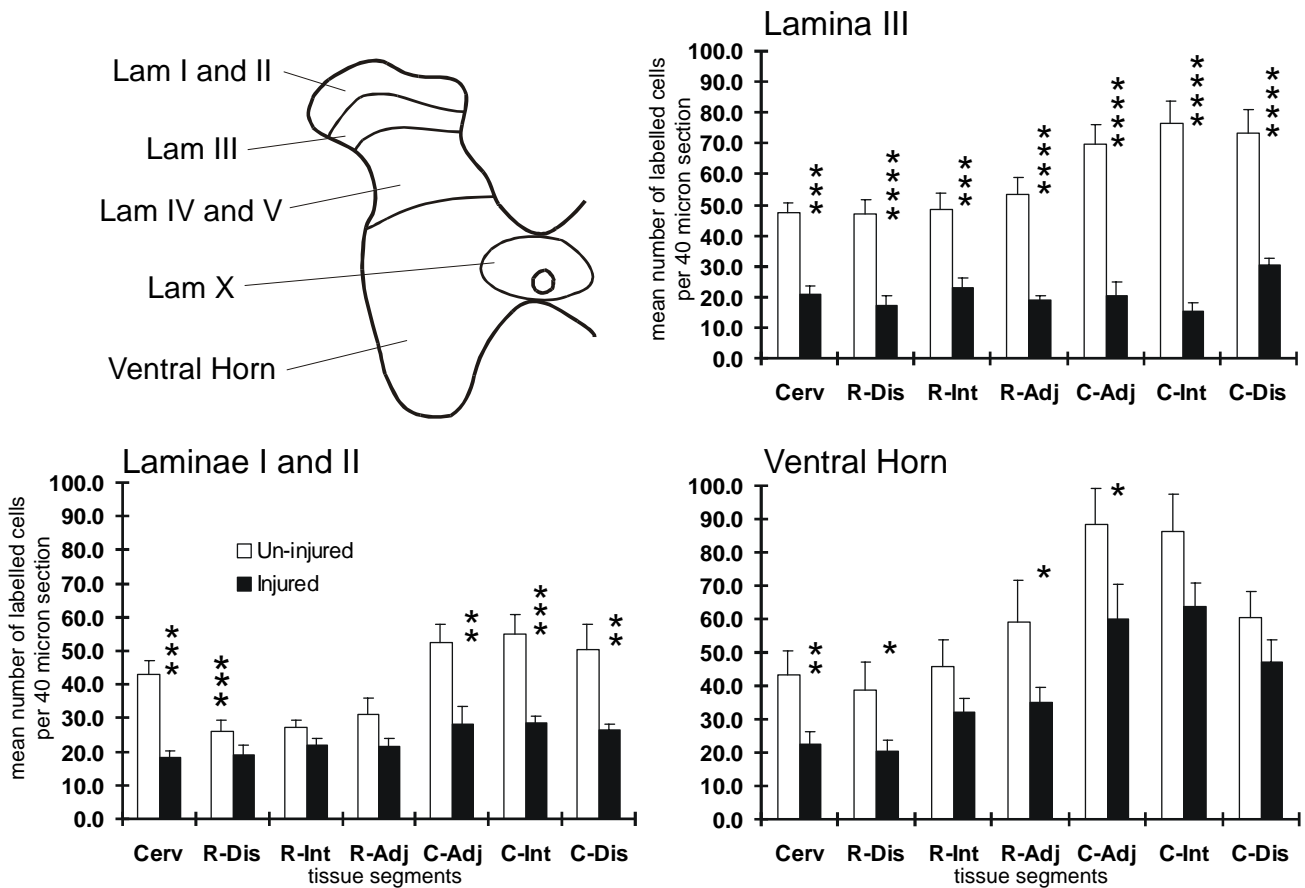 Lam I and II
Lam III
Lam IV and V
Lam X
Ventral Horn
Lamina III
mean number of labelled cells
per 40 micron section
100.0
90.0
80.0
70.0
60.0
50.0
40.0
30.0
20.0
10.0
0.0
***
****
***
****
****
****
****
Cerv R-Dis R-Int R-Adj C-Adj C-Int C-Dis
Laminae I and II
mean number of labelled cells
per 40 micron section
100.0
90.0
80.0
70.0
60.0
50.0
40.0
30.0
20.0
10.0
0.0
Un-injured
Injured
***
***
**
***
**
Cerv R-Dis R-Int R-Adj C-Adj C-Int C-Dis
tissue segments
Ventral Horn
100.0
90.0
80.0
70.0
60.0
50.0
40.0
30.0
20.0
10.0
0.0
**
*
*
*
Cerv R-Dis R-Int R-Adj C-Adj C-Int C-Dis
tissue segments